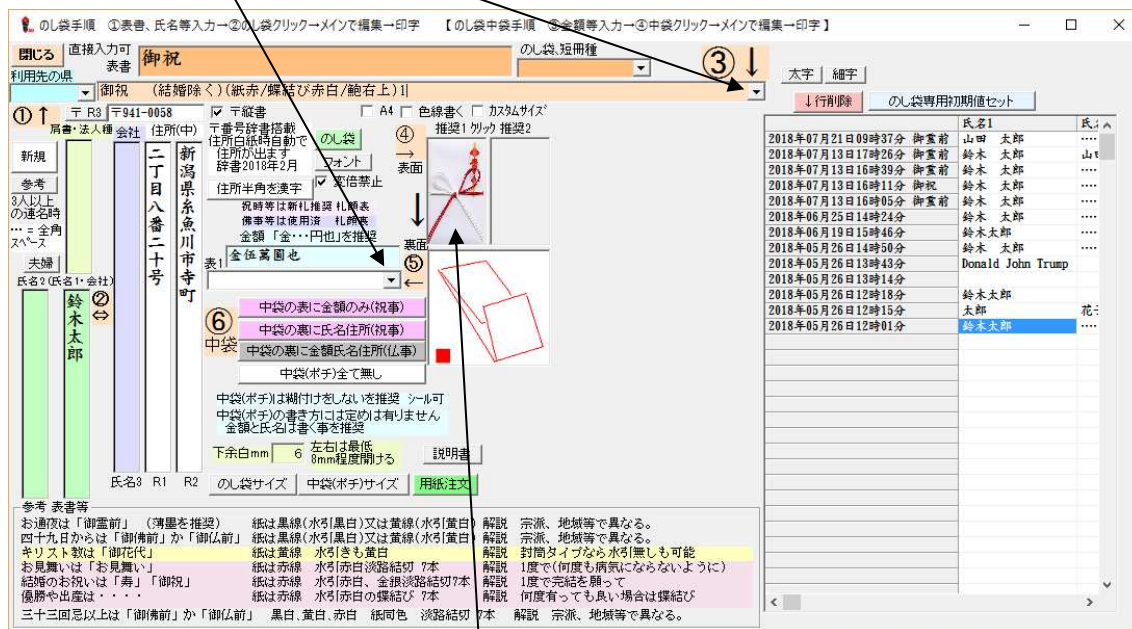 のし袋手順 ①表書、氏名等入力→②のし袋クリック→メインで編集→印字 【 のし袋中袋手順 ③金額等入力→④中袋クリック→メインで編集→印字 】
閉じる 直接入力可 表書 御祝 のし袋,短冊種
利用先の県
③↓
太字 細字
御祝 (結婚除く)(紙赤/蝶結び赤白/鮑右上)1
↓行削除 のし袋専用初期値セット
①↑ 〒 R3 〒941-0058 〒縦書 A4 色線書く カスタムサイズ
肩書・法人種 会社 住所(中)
〒番号辞書搭載
住所白紙時自動で
住所が出ます
辞書2018年2月
のし袋
フォント
変倍禁止
住所半角を漢字
④
→
表面
↓
裏面
推奨1 クリック 推奨2
新規
参考
3人以上
の連名時
… = 全角
スペース
夫婦
氏名2 (氏名1・会社)
②
⇔
鈴木太郎
二丁目八番二十号
新潟県糸魚川市寺町
祝時等は新札推奨 札顔表
佛事等は使用済 札顔裏
金額 「金・・・円也」を推奨
表1 金伍萬圓也
⑤
←
⑥
中袋
中袋の表に金額のみ(祝事)
中袋の裏に氏名住所(祝事)
中袋の裏に金額氏名住所(仏事)
中袋(ポチ)全て無し
中袋(ポチ)は糊付けをしないを推奨 シール可
中袋(ポチ)の書き方には定めは有りません
金額と氏名は書く事を推奨
下余白mm 6 左右は最低
8mm程度開ける
説明書
氏名3 R1 R2
のし袋サイズ 中袋(ポチ)サイズ 用紙注文
氏名1
2018年07月21日09時37分 御霊前 山田 太郎 ‥‥
2018年07月13日17時26分 御霊前 鈴木 太郎
2018年07月13日16時39分 御霊前 鈴木 太郎 ‥‥
2018年07月13日16時11分 御祝 鈴木 太郎 ‥‥
2018年07月13日16時05分 御霊前 鈴木 太郎 ‥‥
2018年06月25日14時24分 鈴木 太郎 ‥‥
2018年06月19日15時46分 鈴木太郎 ‥‥
2018年05月26日14時50分 鈴木 太郎 ‥‥
2018年05月26日13時43分 Donald John Trump
2018年05月26日13時14分
2018年05月26日12時18分 鈴木太郎 ‥‥
2018年05月26日12時15分 太郎 花子
2018年05月26日12時01分 鈴木太郎 ‥‥
参考 表書等
お通夜は「御霊前」 (薄墨を推奨) 紙は黒線(水引黒白)又は黄線(水引黄白) 解説 宗派、地域等で異なる。
四十九日からは「御佛前」か「御仏前」 紙は黒線(水引黒白)又は黄線(水引黄白) 解説 宗派、地域等で異なる。
キリスト教は「御花代」 紙は黄線 水引きも黄白 解説 封筒タイプなら水引無しも可能
お見舞いは「お見舞い」 紙は赤線 水引赤白淡路結切 7本 解説 1度で(何度も病気にならないように)
結婚のお祝いは「寿」「御祝」 紙は赤線 水引赤白、金銀淡路結切7本 解説 1度で完結を願って
優勝や出産は・・・・ 紙は赤線 水引赤白の蝶結び 7本 解説 何度有っても良い場合は蝶結び
三十三回忌以上は「御佛前」か「御仏前」 黒白、黄白、赤白 紙同色 淡路結切 7本 解説 宗派、地域等で異なる。